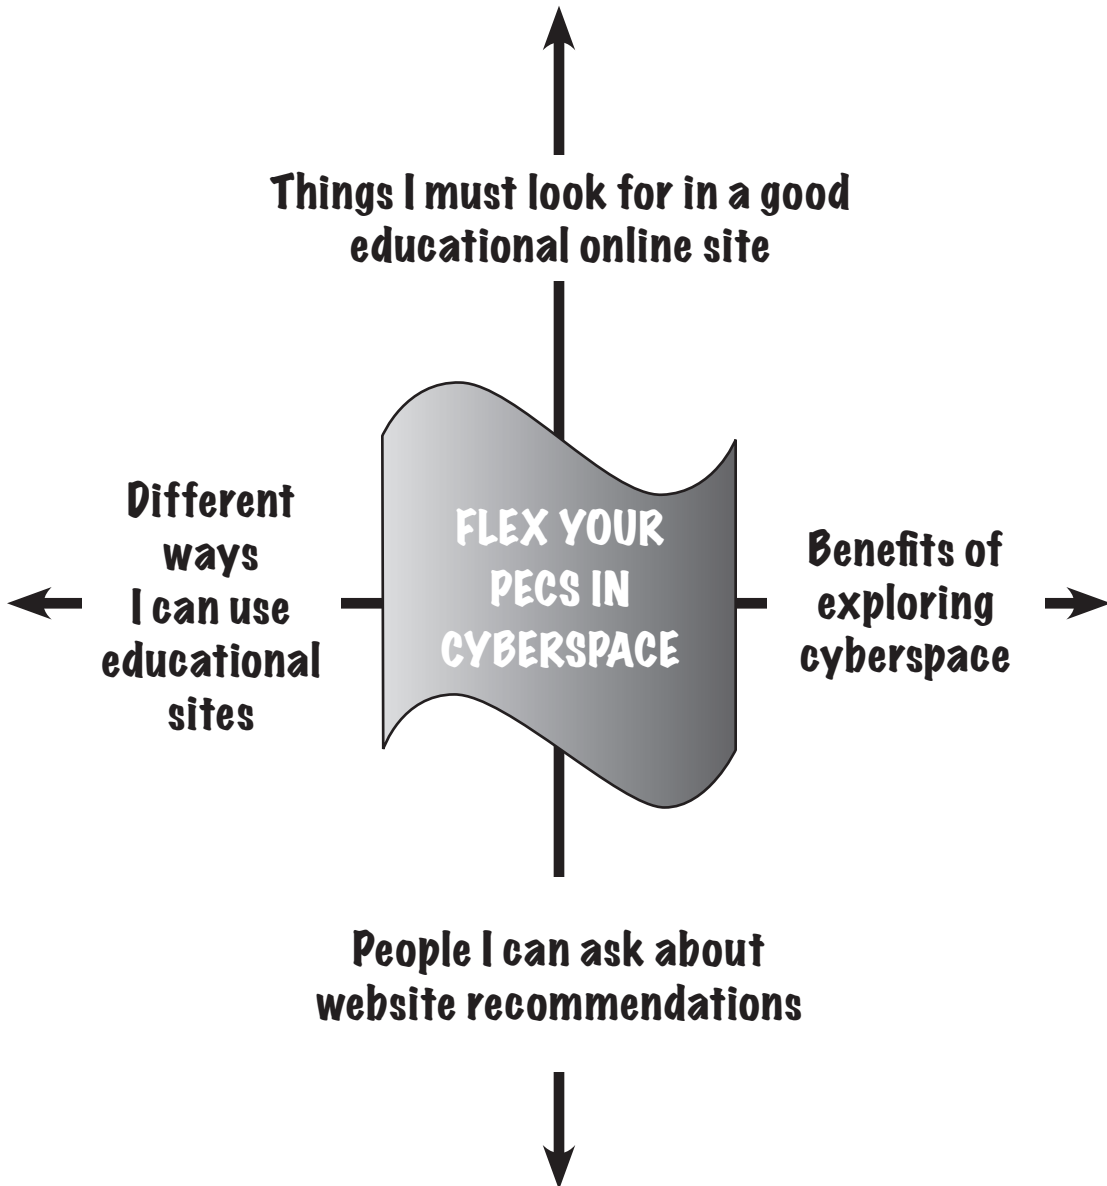 Things I must look for in a good
educational online site
Different
ways
I can use
educational
sites
FLEX YOUR
PECS IN
CYBERSPACE
Benefits of
exploring
cyberspace
People I can ask about
website recommendations